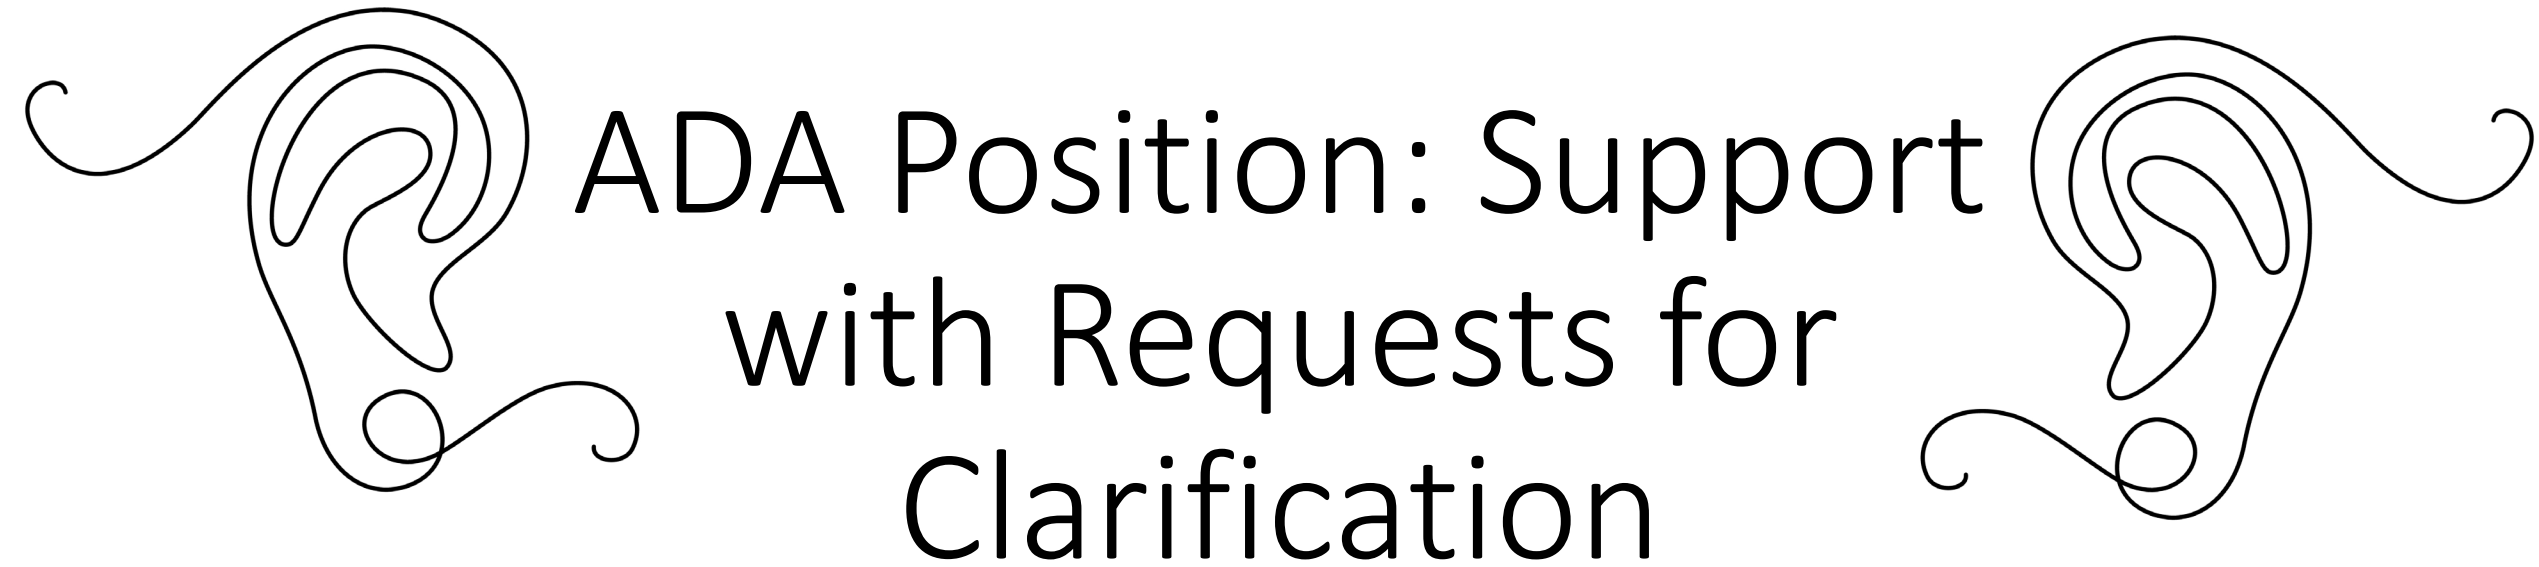 ADA Position: Support
with Requests for
Clarification